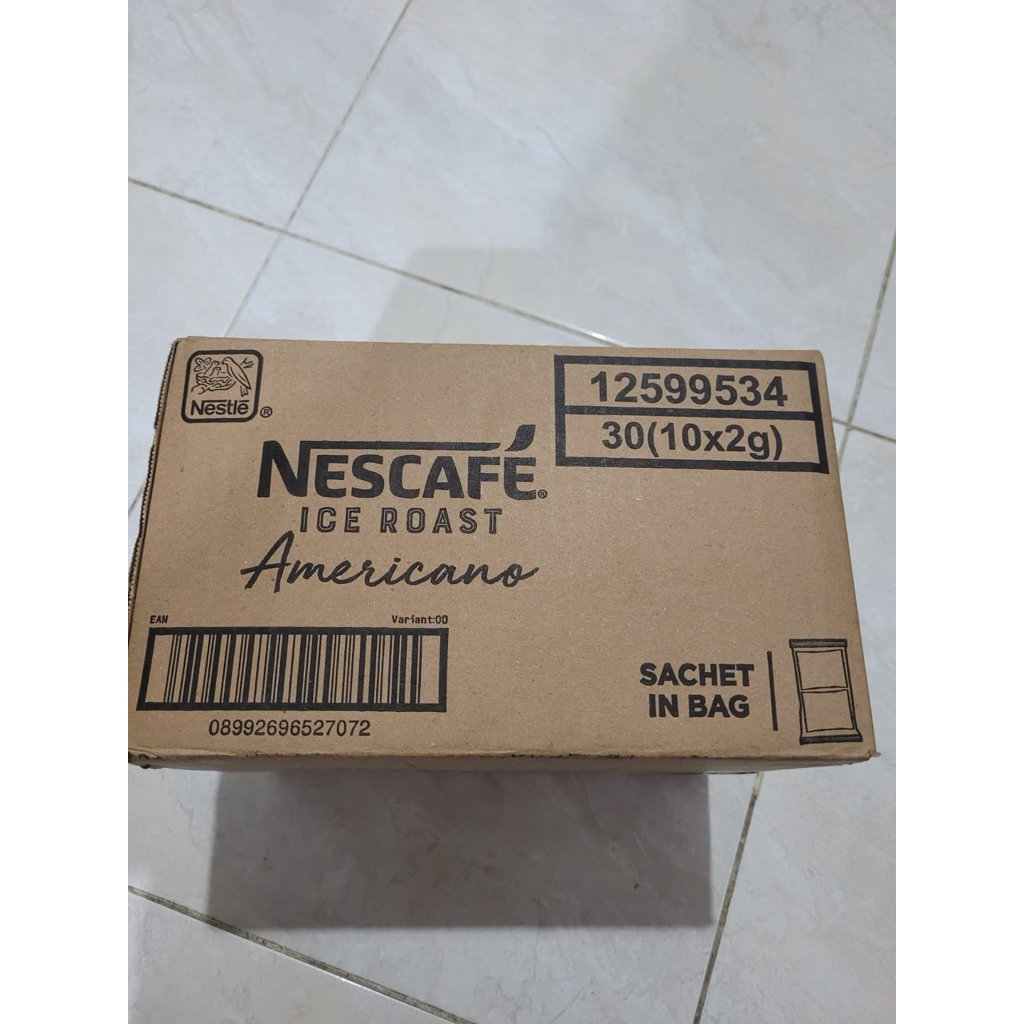 Nestlé ®
12599534
30(10x2g)
NESCAFÉ®
ICE ROAST
Americano
EAN Variant:00
08992696527072
SACHET
IN BAG